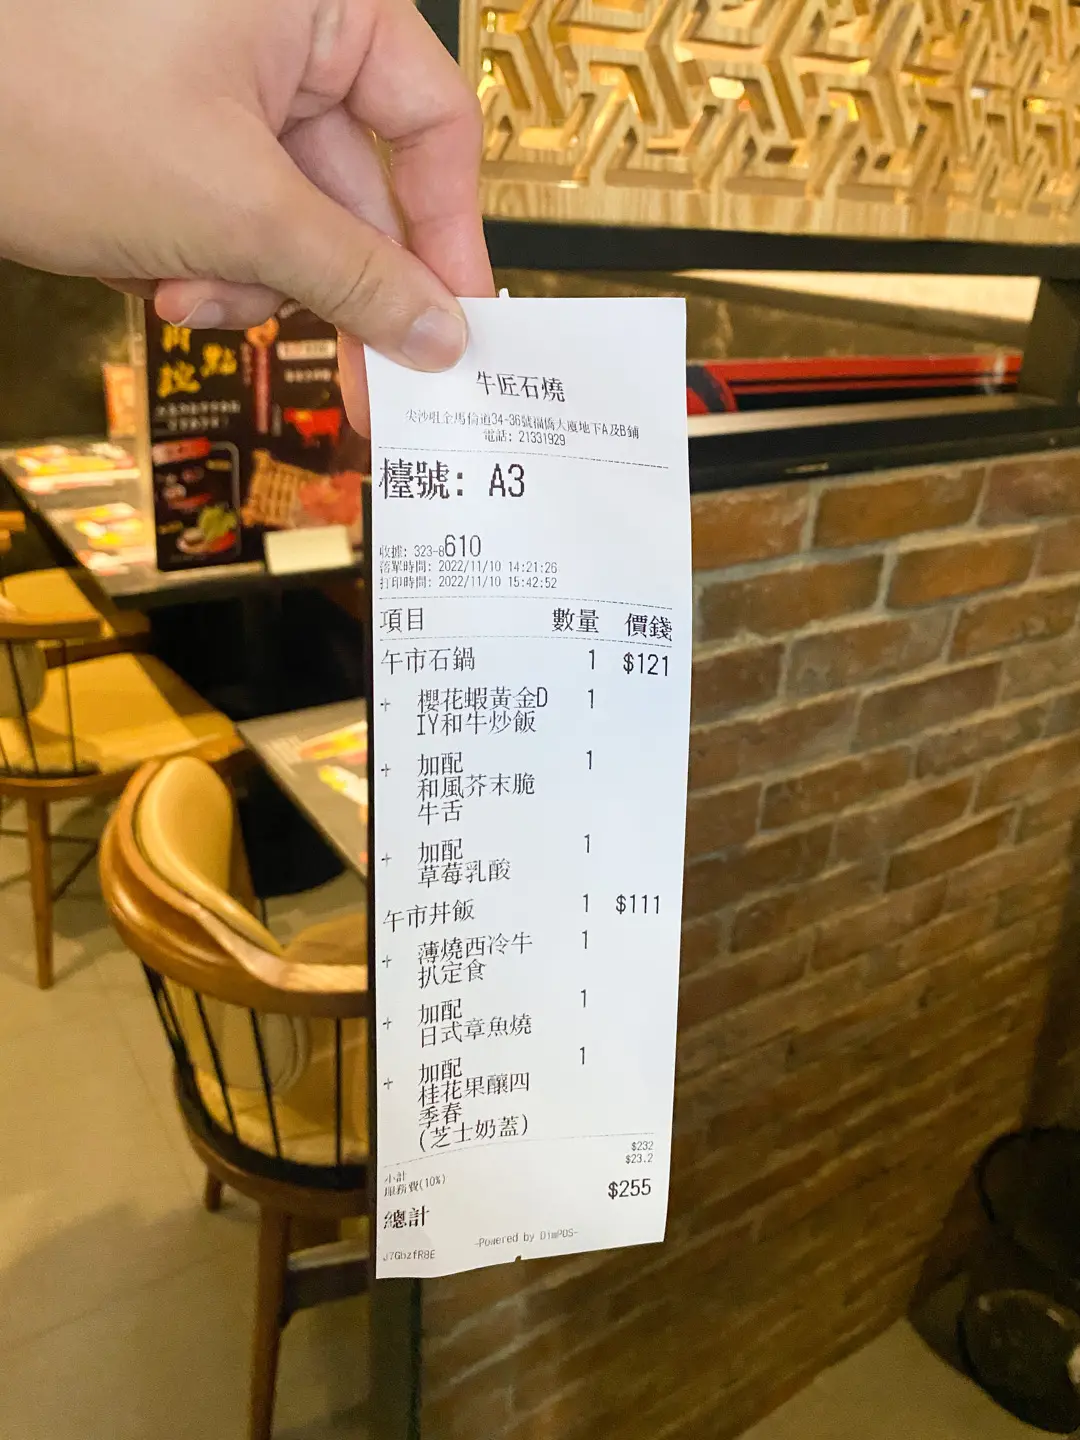 牛匠石燒
尖沙咀金馬倫道34-36號福僑大廈地下A及B鋪
電話: 21331929
檯號: A3
收據: 323-8610
落單時間: 2022/11/10 14:21:26
打印時間: 2022/11/10 15:42:52
項目 數量 價錢
午市石鍋 1 $121
+ 櫻花蝦黃金D 1
IY和牛炒飯
+ 加配 1
和風芥末脆
牛舌
+ 加配 1
草莓乳酸
午市丼飯 1 $111
+ 薄燒西冷牛 1
扒定食
+ 加配 1
日式章魚燒
+ 加配 1
桂花果釀四
季春
(芝士奶蓋)
小計 $232
服務費(10%) $23.2
總計 $255
-Powered by DimPOS-
J7GbzfR8E